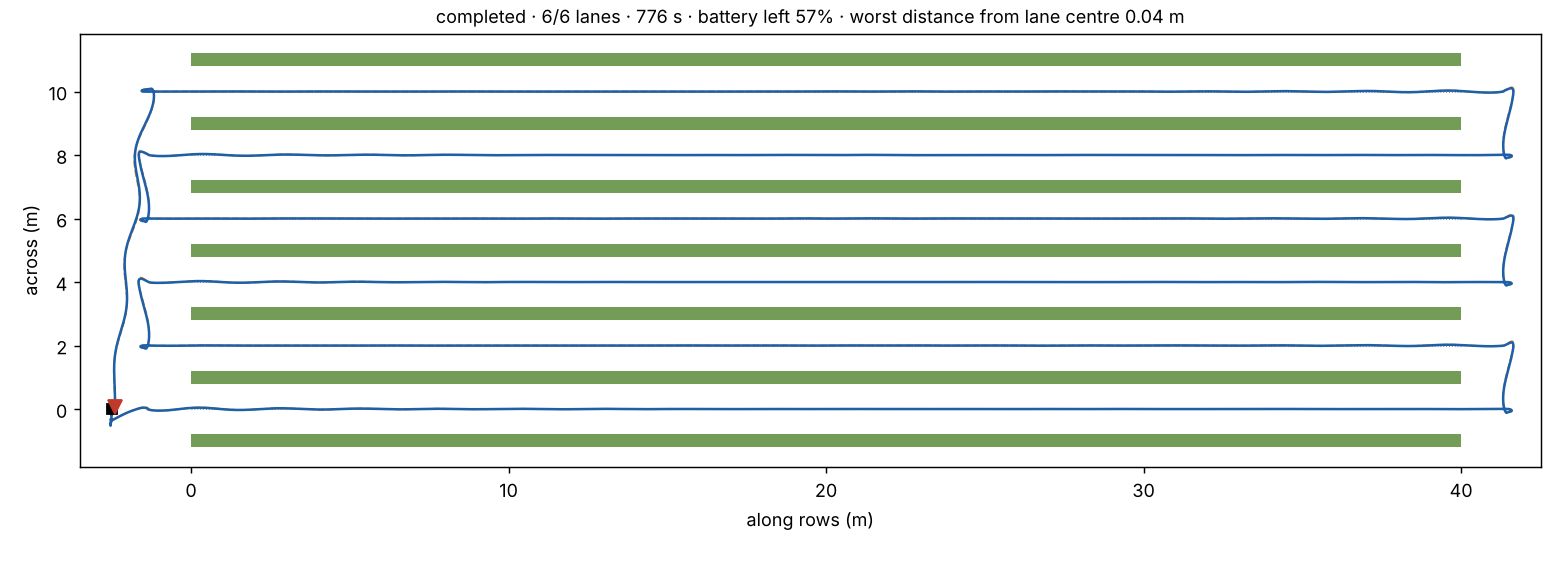 completed · 6/6 lanes · 776 s · battery left 57% · worst distance from lane centre 0.04 m
across (m)
10
8
6
4
2
0
0 10 20 30 40
along rows (m)